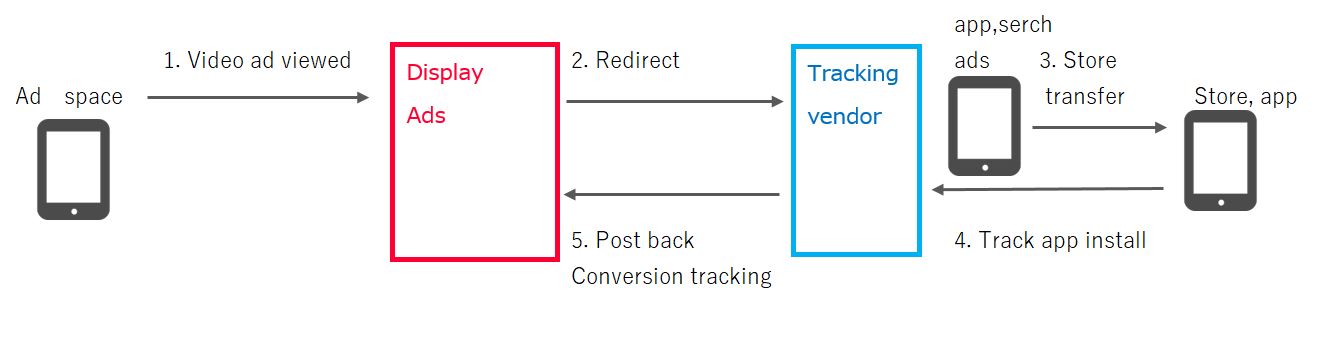 Ad space
1. Video ad viewed
Display
Ads
2. Redirect
Tracking
vendor
app,serch
ads
3. Store
transfer
Store, app
4. Track app install
5. Post back
Conversion tracking